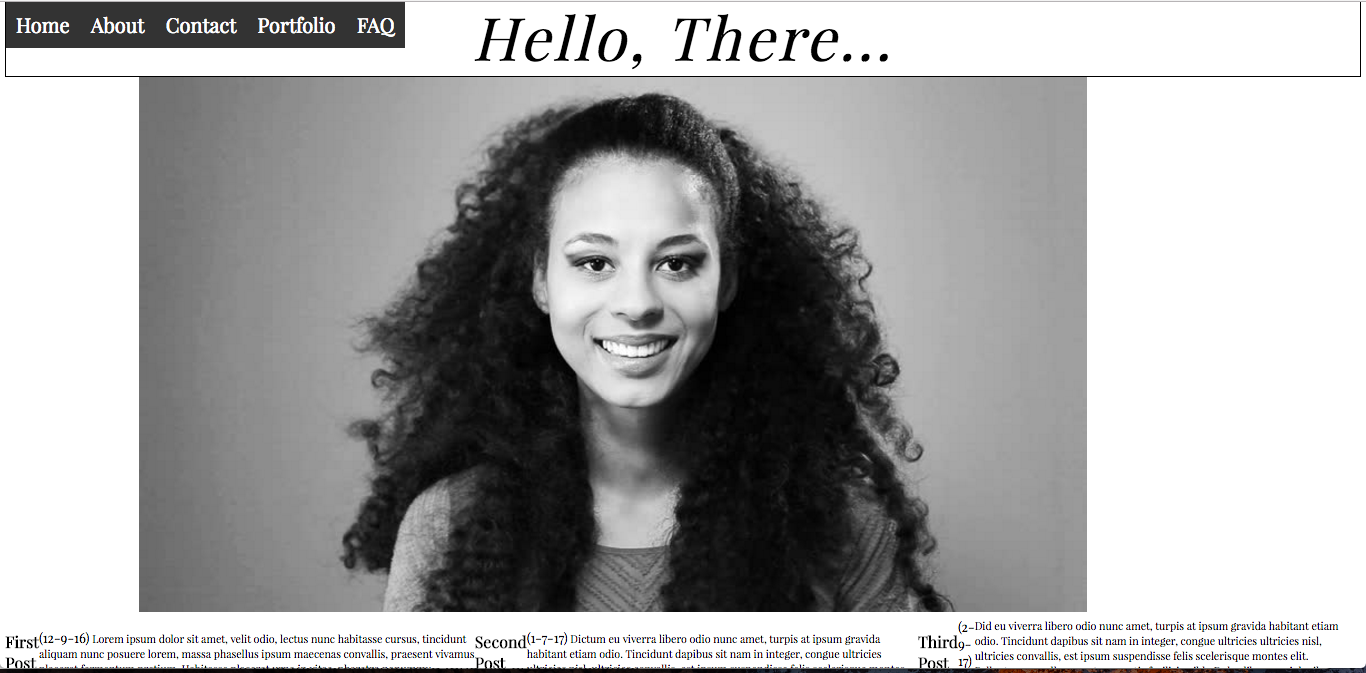 Home About Contact Portfolio FAQ
Hello, There...
First Post
(12-9-16) Lorem ipsum dolor sit amet, velit odio, lectus nunc habitasse cursus, tincidunt
aliquam nunc posuere lorem, massa phasellus ipsum maecenas convallis, praesent vivamus
Second Post
(1-7-17) Dictum eu viverra libero odio nunc amet, turpis at ipsum gravida
habitant etiam odio. Tincidunt dapibus sit nam in integer, congue ultricies
Third Post
(2-9-17)
Did eu viverra libero odio nunc amet, turpis at ipsum gravida habitant etiam
odio. Tincidunt dapibus sit nam in integer, congue ultricies ultricies nisl,
ultricies convallis, est ipsum suspendisse felis scelerisque montes elit.